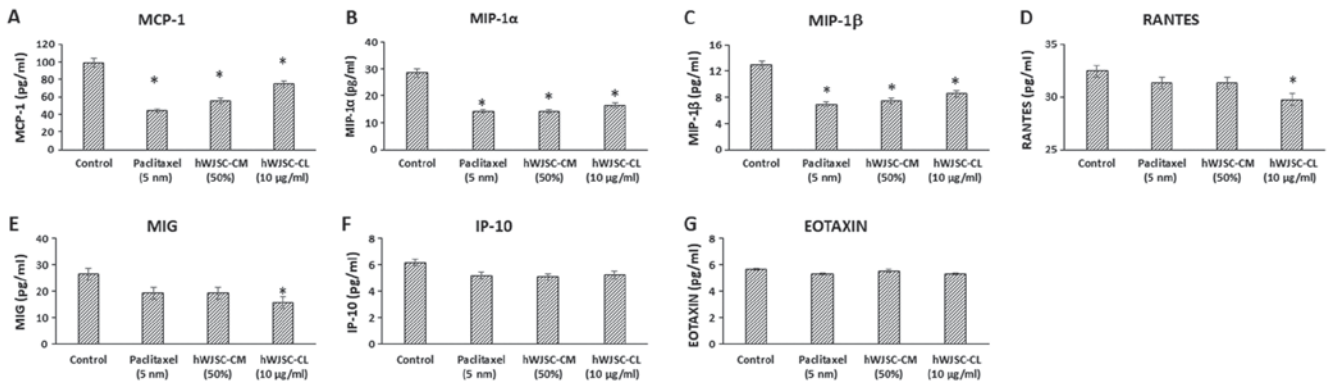 A MCP-1
MCP-1 (pg/ml)
120
100
80
60
40
20
0
* * *
Control Paclitaxel hWJSC-CM hWJSC-CL
(5 nm) (50%) (10 µg/ml)
B MIP-1α
MIP-1α (pg/ml)
40
30
20
10
0
* * *
Control Paclitaxel hWJSC-CM hWJSC-CL
(5 nm) (50%) (10 µg/ml)
C MIP-1β
MIP-1β (pg/ml)
16
12
8
4
0
* * *
Control Paclitaxel hWJSC-CM hWJSC-CL
(5 nm) (50%) (10 µg/ml)
D RANTES
RANTES (pg/ml)
35
30
25
*
Control Paclitaxel hWJSC-CM hWJSC-CL
(5 nm) (50%) (10 µg/ml)
E MIG
MIG (pg/ml)
40
30
20
10
0
*
Control Paclitaxel hWJSC-CM hWJSC-CL
(5 nm) (50%) (10 µg/ml)
F IP-10
IP-10 (pg/ml)
8
6
4
2
0
Control Paclitaxel hWJSC-CM hWJSC-CL
(5 nm) (50%) (10 µg/ml)
G EOTAXIN
EOTAXIN (pg/ml)
8
6
4
2
0
Control Paclitaxel hWJSC-CM hWJSC-CL
(5 nm) (50%) (10 µg/ml)